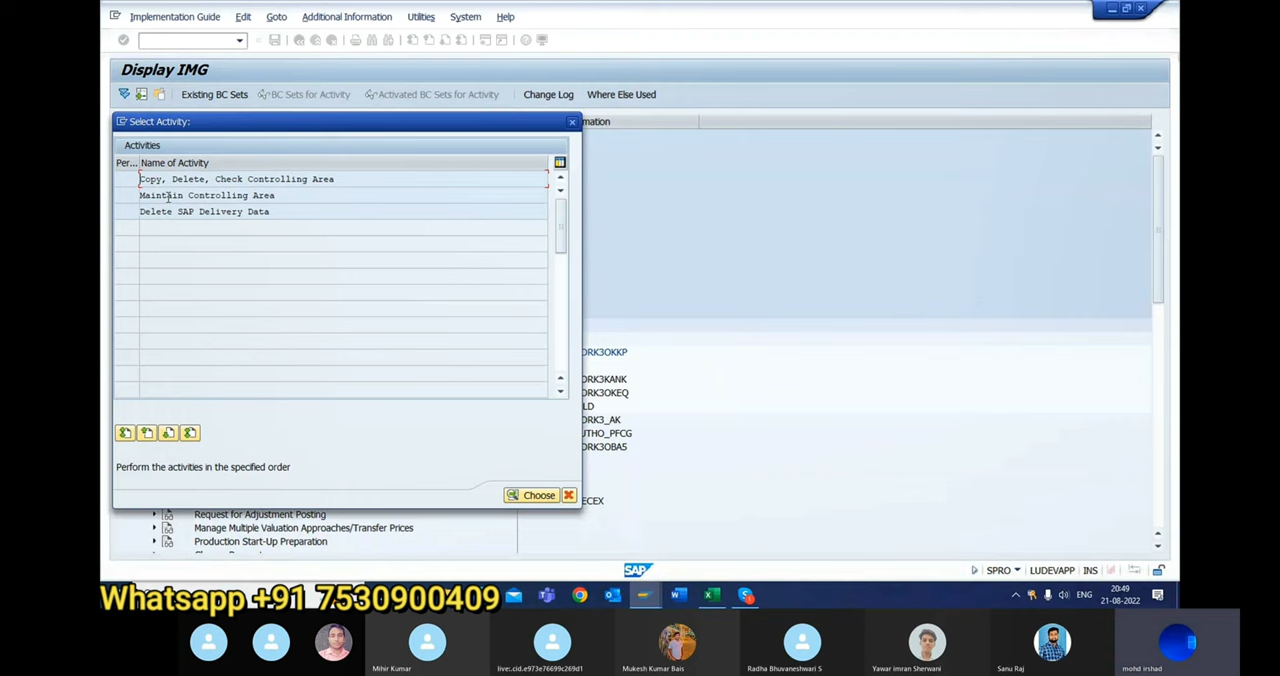 Implementation Guide Edit Goto Additional Information Utilities System Help
Display IMG
Existing BC Sets BC Sets for Activity Activated BC Sets for Activity Change Log Where Else Used
Select Activity:
mation
Activities
Per... Name of Activity
Copy, Delete, Check Controlling Area
Maintain Controlling Area
Delete SAP Delivery Data
ORK3OKKP
ORK3KANK
ORK3OKEQ
LD
ORK3_AK
UTHO_PFCG
ORK3OBA5
Perform the activities in the specified order
Choose
ECEX
Request for Adjustment Posting
Manage Multiple Valuation Approaches/Transfer Prices
Production Start-Up Preparation
SAP
SPRO LUDEVAPP INS
Whatsapp +91 7530900409
ENG
20:49
21-08-2022
Mihir Kumar
live:.cid.e973e76699c269d1
Mukesh Kumar Bais
Radha Bhuvaneshwari S
Yawar imran Sherwani
Sanu Raj
mohd irshad